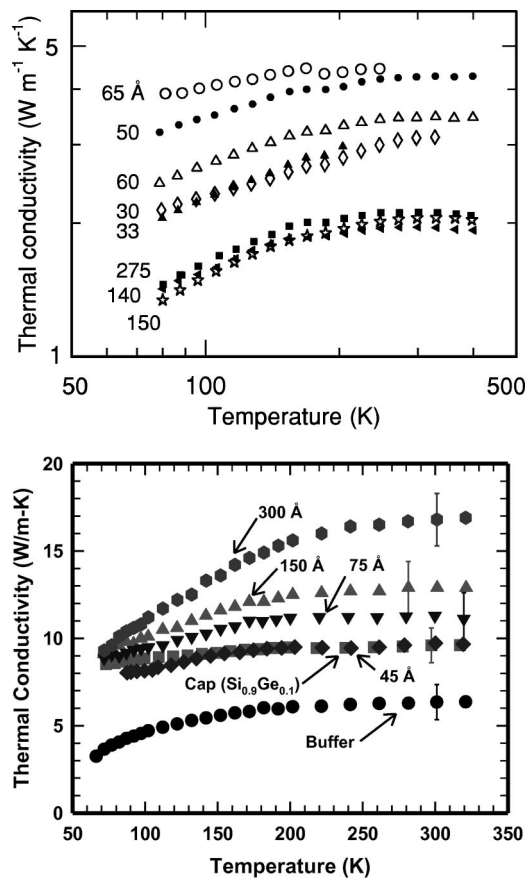 5
1
Thermal conductivity (W m⁻¹ K⁻¹)
65 Å
50
60
30
33
275
140
150
50
100
500
Temperature (K)
20
15
10
5
0
Thermal Conductivity (W/m-K)
300 Å
150 Å
75 Å
Cap (Si₀.₉Ge₀.₁)
45 Å
Buffer
50 100 150 200 250 300 350
Temperature (K)